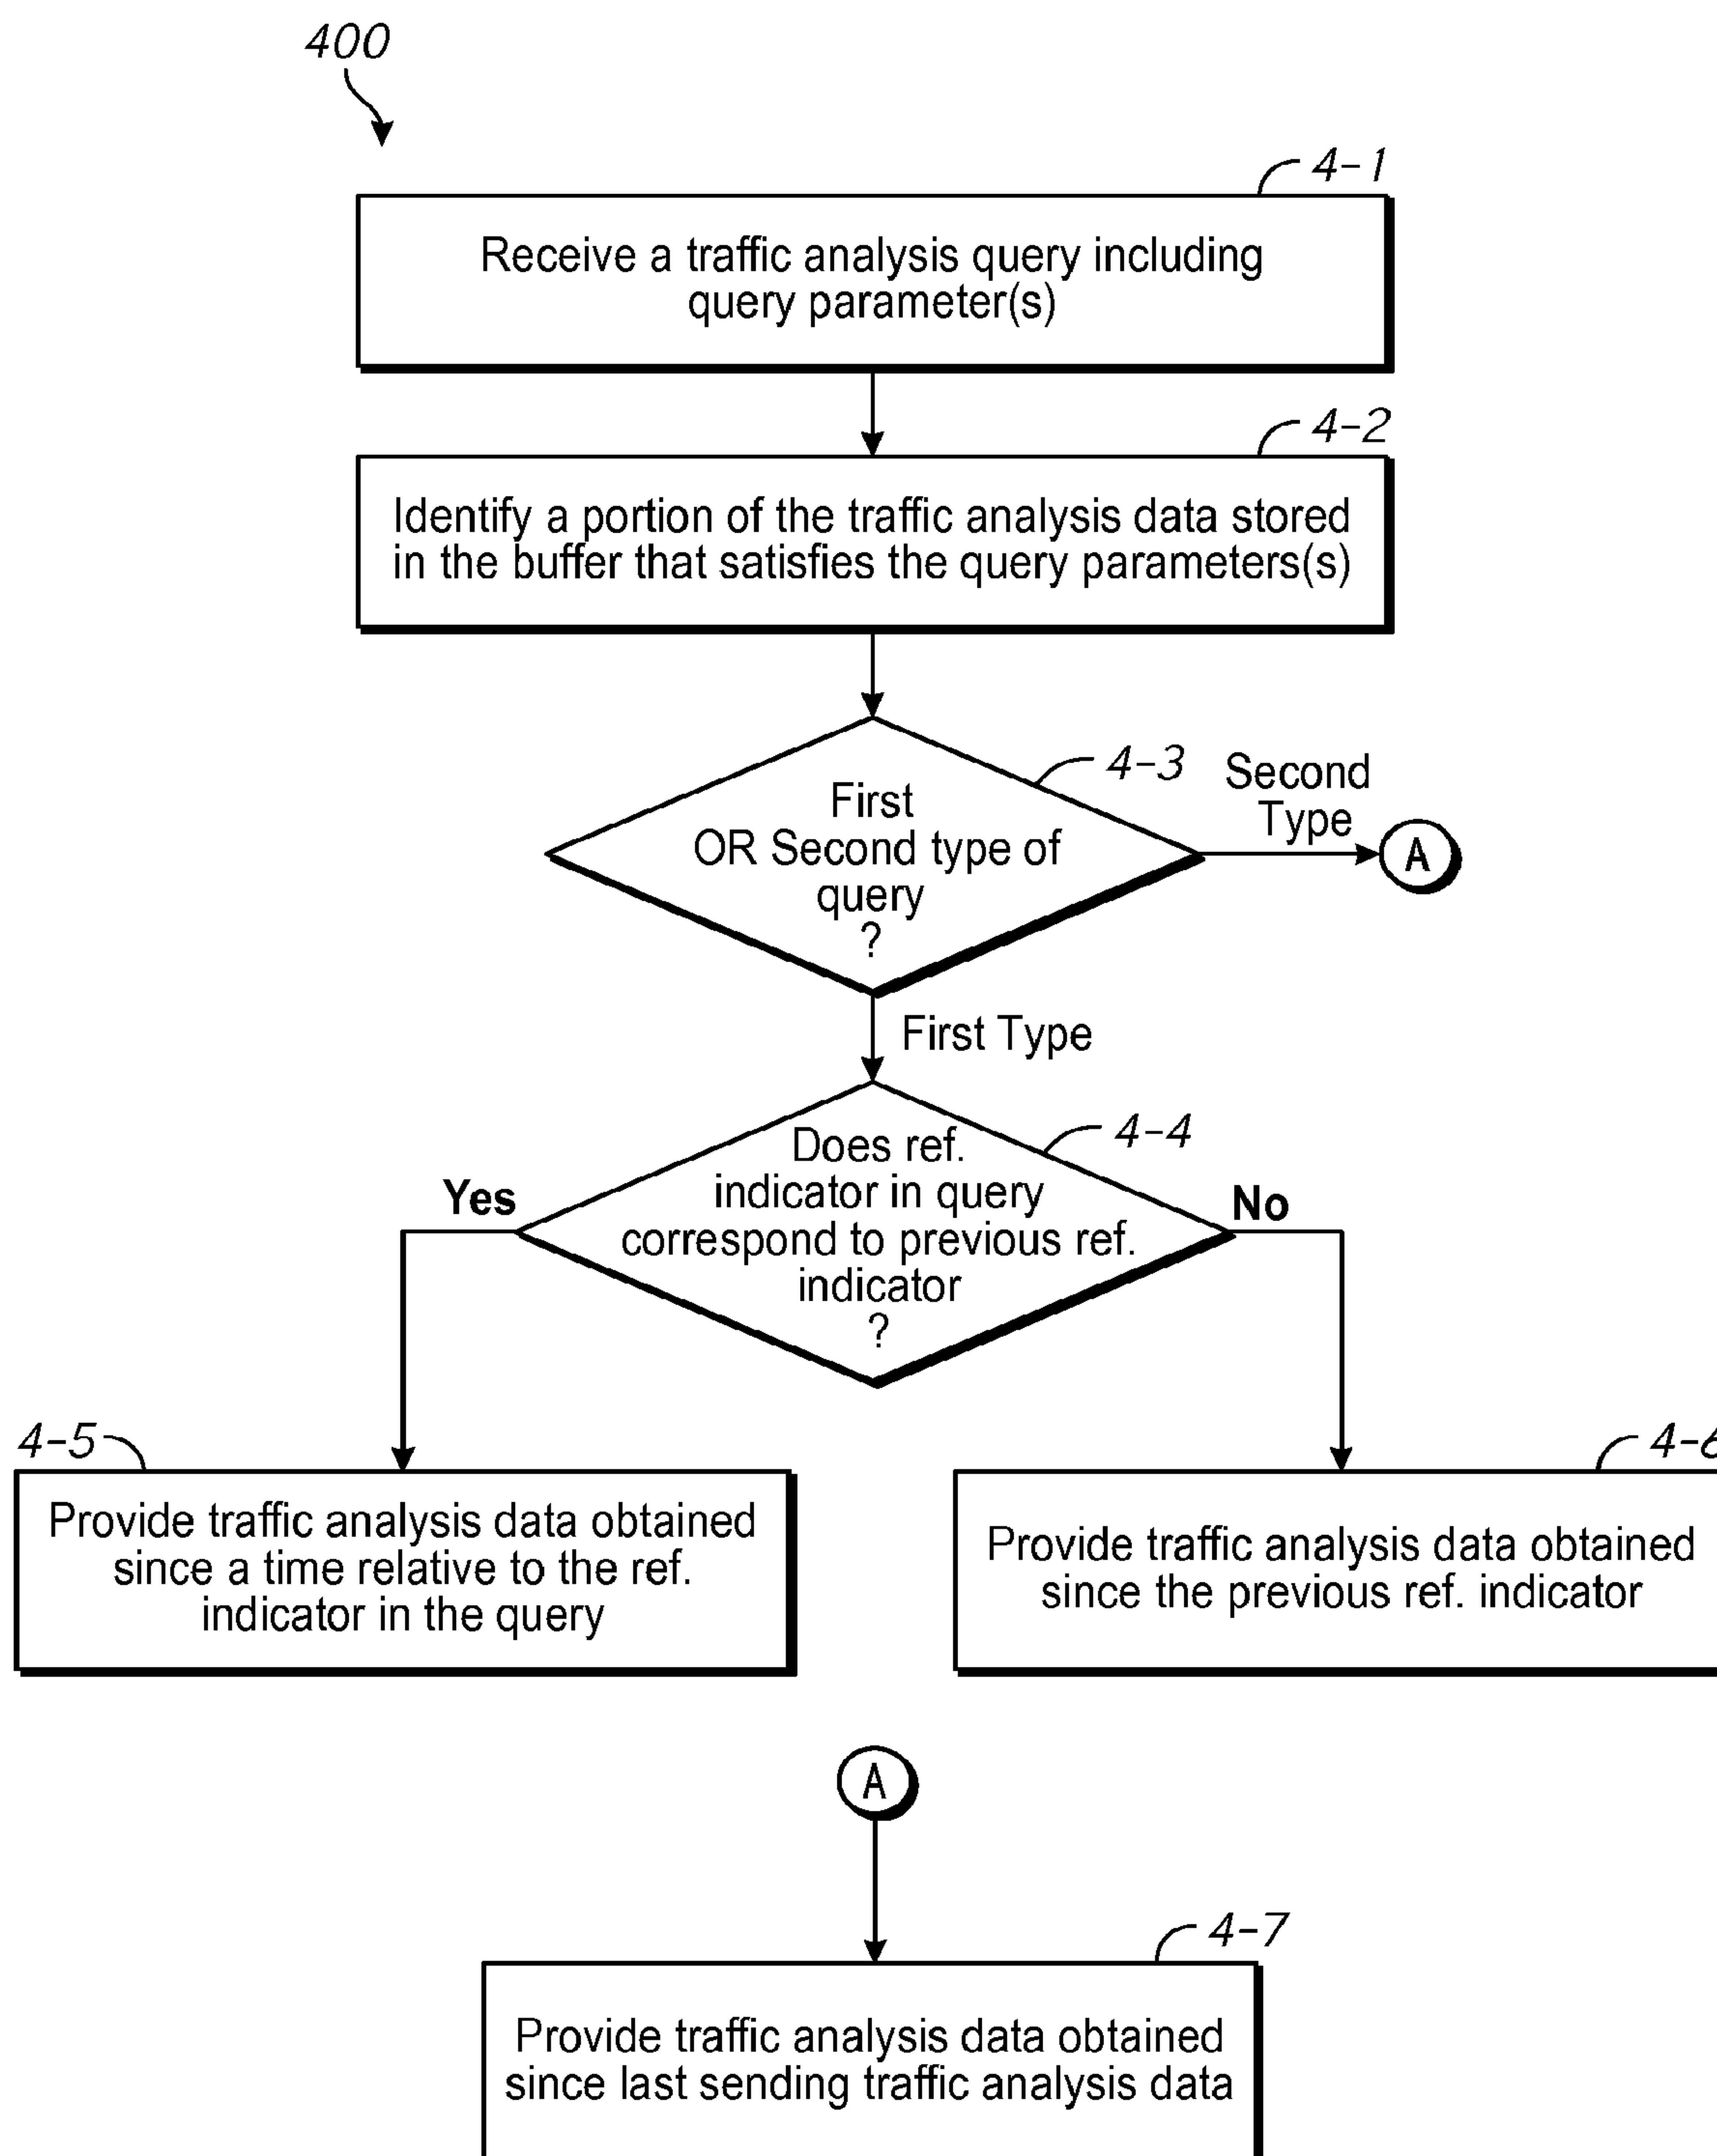 400
4-1
Receive a traffic analysis query including
query parameter(s)
4-2
Identify a portion of the traffic analysis data stored
in the buffer that satisfies the query parameters(s)
4-3
First
OR Second type of
query
?
Second
Type
A
First Type
4-4
Does ref.
indicator in query
correspond to previous ref.
indicator
?
Yes
No
4-5
Provide traffic analysis data obtained
since a time relative to the ref.
indicator in the query
4-6
Provide traffic analysis data obtained
since the previous ref. indicator
A
4-7
Provide traffic analysis data obtained
since last sending traffic analysis data